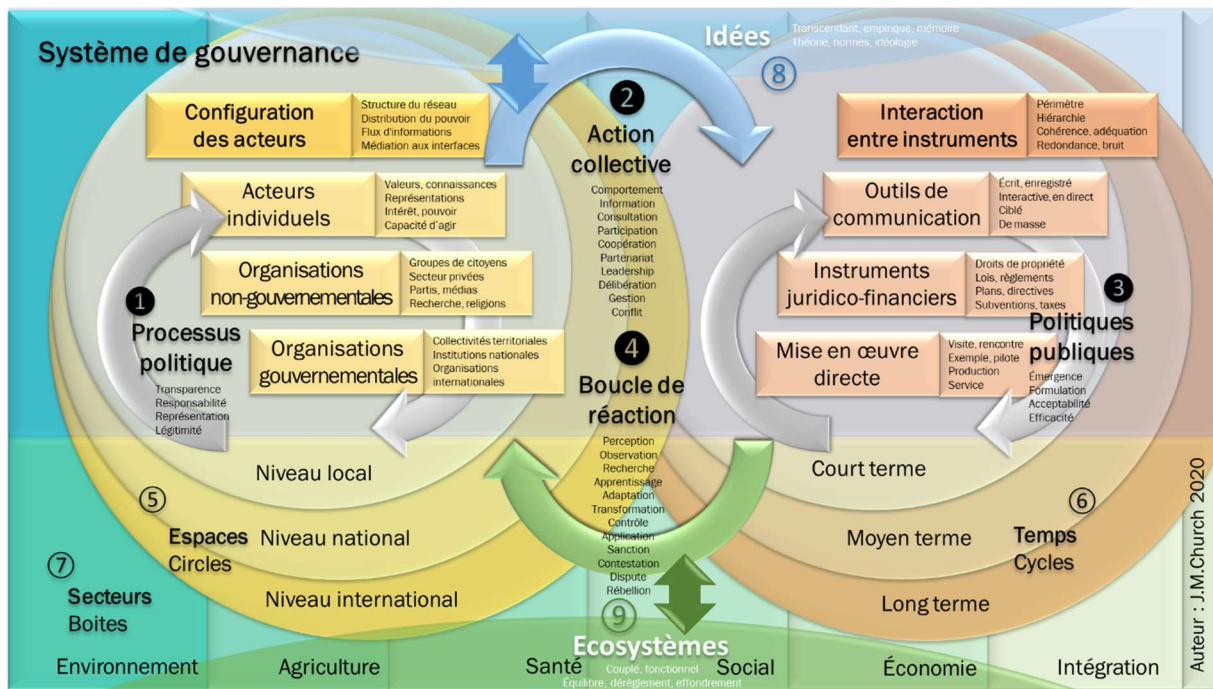 Système de gouvernance
Idées
Transcendant, empirique, mémoire
Théorie, normes, idéologie
8
Configuration
des acteurs
Structure du réseau
Distribution du pouvoir
Flux d'informations
Médiation aux interfaces
Acteurs
individuels
Valeurs, connaissances
Représentations
Intérêt, pouvoir
Capacité d'agir
Organisations
non-gouvernementales
Groupes de citoyens
Secteur privées
Partis, médias
Recherche, religions
Organisations
gouvernementales
Collectivités territoriales
Institutions nationales
Organisations
internationales
1
Processus
politique
Transparence
Responsabilité
Représentation
Légitimité
2
Action
collective
Comportement
Information
Consultation
Participation
Coopération
Partenariat
Leadership
Délibération
Gestion
Conflit
4
Boucle de
réaction
Perception
Observation
Recherche
Apprentissage
Adaptation
Transformation
Contrôle
Application
Sanction
Contestation
Dispute
Rébellion
Interaction
entre instruments
Périmètre
Hiérarchie
Cohérence, adéquation
Redondance, bruit
Outils de
communication
Écrit, enregistré
Interactive, en direct
Ciblé
De masse
Instruments
juridico-financiers
Droits de propriété
Lois, règlements
Plans, directives
Subventions, taxes
Mise en œuvre
directe
Visite, rencontre
Exemple, pilote
Production
Service
3
Politiques
publiques
Émergence
Formulation
Acceptabilité
Efficacité
Niveau local
Niveau national
Niveau international
5
Espaces
Circles
Court terme
Moyen terme
Long terme
6
Temps
Cycles
7
Secteurs
Boites
9
Ecosystèmes
Couplé, fonctionnel
Équilibre, dérèglement, effondrement
Environnement
Agriculture
Santé
Social
Économie
Intégration
Auteur : J.M.Church 2020